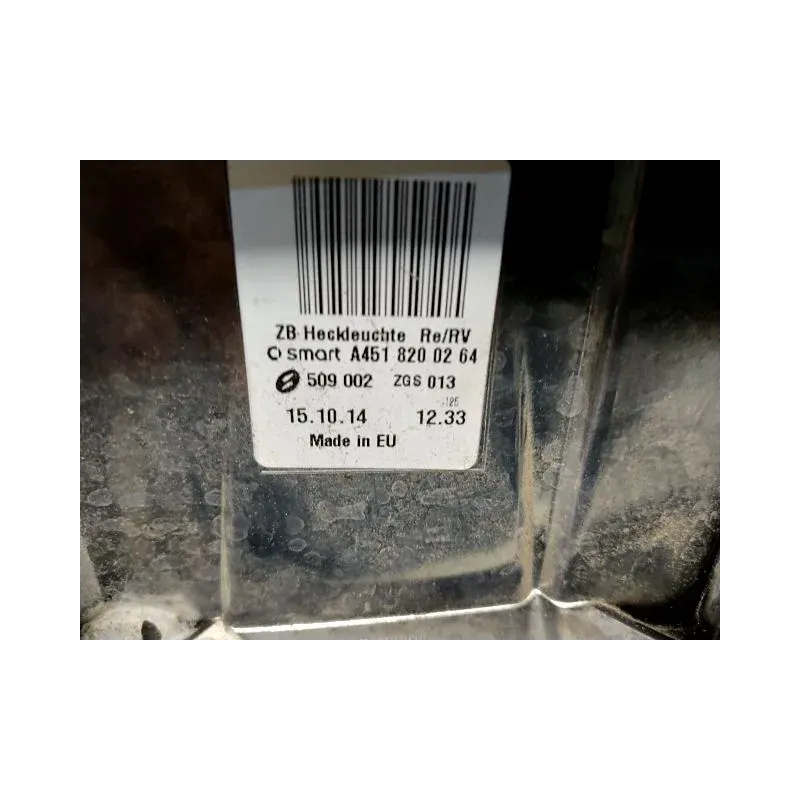 ZB Heckleuchte Re/RV
smart A451 820 02 64
509 002 ZGS 013
125
15.10.14 12.33
Made in EU